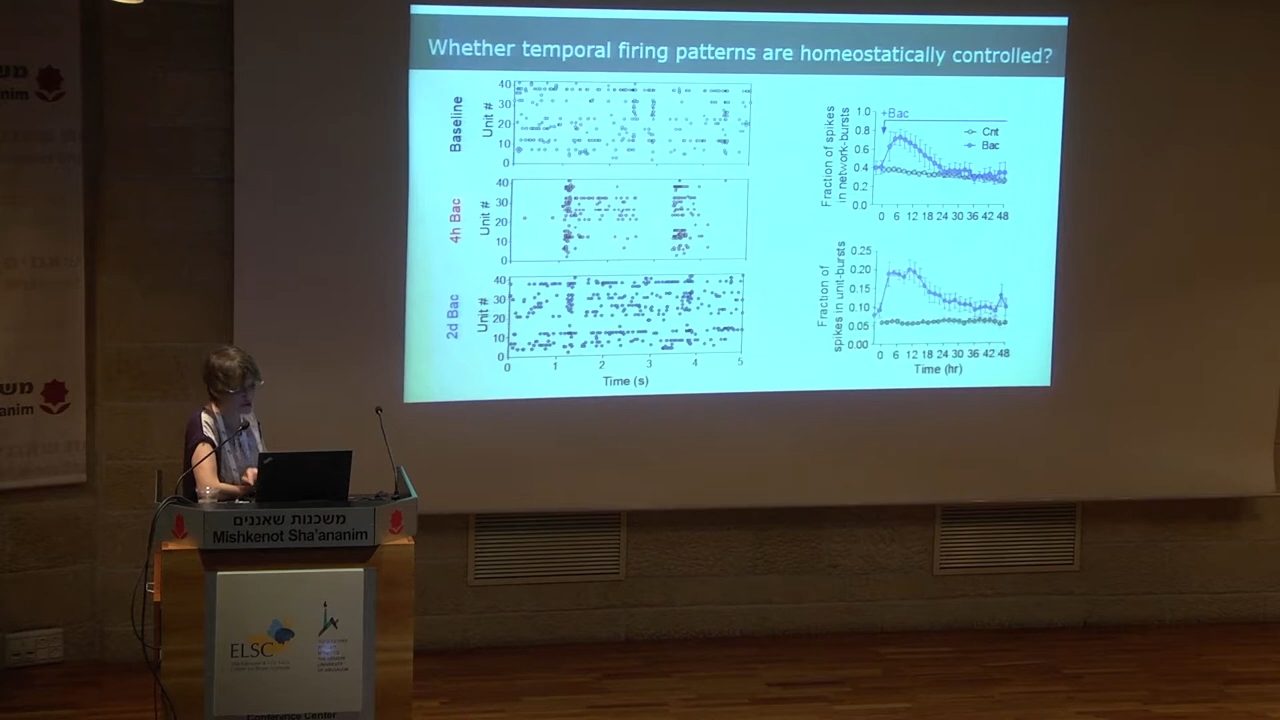 Whether temporal firing patterns are homeostatically controlled?
Baseline
Unit #
40
30
20
10
0
4h Bac
Unit #
40
30
20
10
0
2d Bac
Unit #
40
30
20
10
0
0 1 2 3 4 5
Time (s)
Fraction of spikes
in network-bursts
1.0
0.8
0.6
0.4
0.2
0.0
+Bac
Cnt
Bac
0 6 12 18 24 30 36 42 48
Fraction of
spikes in unit-bursts
0.25
0.20
0.15
0.10
0.05
0.00
0 6 12 18 24 30 36 42 48
Time (hr)
anim
anim
משכנות שאננים
Mishkenot Sha'ananim
ELSC
Conference Center